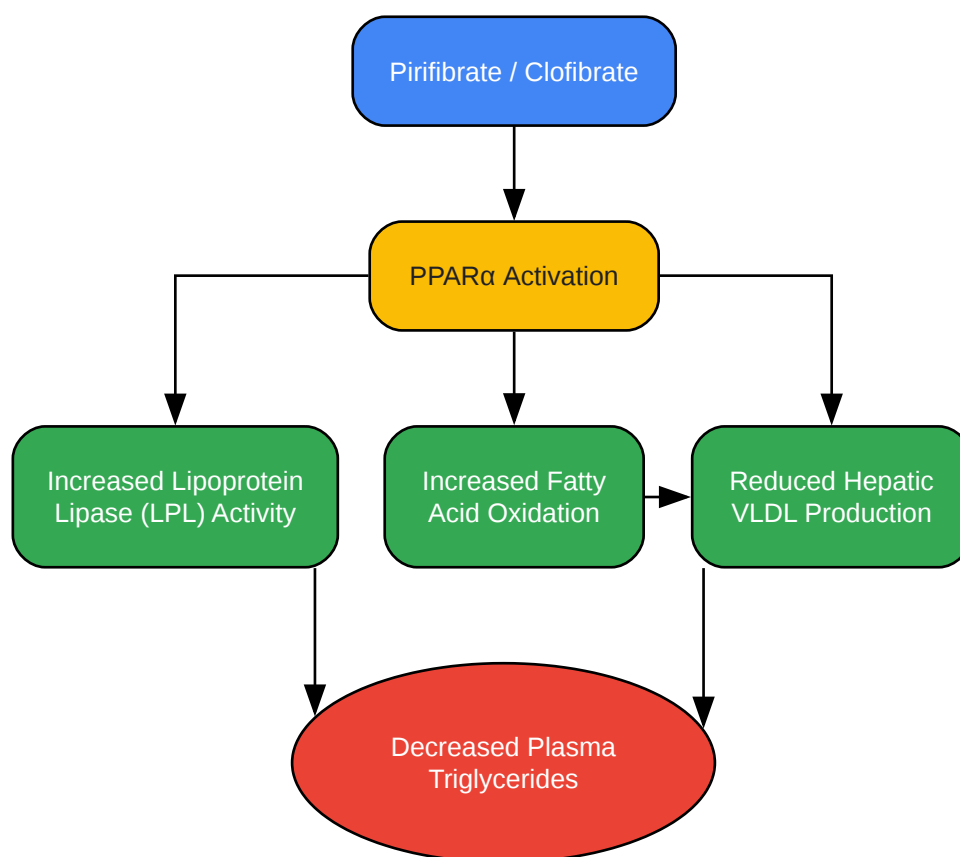 Pirifibrate / Clofibrate
PPARα Activation
Increased Lipoprotein
Lipase (LPL) Activity
Increased Fatty
Acid Oxidation
Reduced Hepatic
VLDL Production
Decreased Plasma
Triglycerides